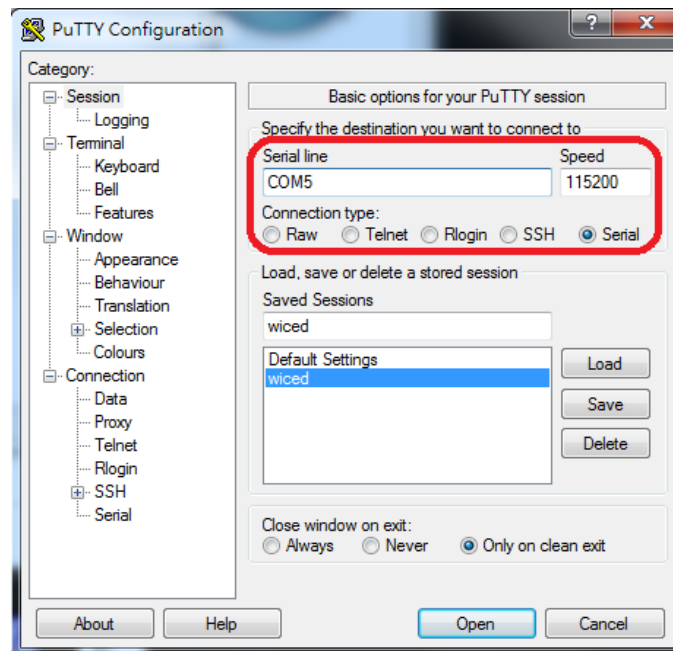 PuTTY Configuration
?
X
Category:
Session
Logging
Terminal
Keyboard
Bell
Features
Window
Appearance
Behaviour
Translation
Selection
Colours
Connection
Data
Proxy
Telnet
Rlogin
SSH
Serial
Basic options for your PuTTY session
Specify the destination you want to connect to
Serial line Speed
COM5 115200
Connection type:
Raw Telnet Rlogin SSH Serial
Load, save or delete a stored session
Saved Sessions
wiced
Default Settings
wiced
Load
Save
Delete
Close window on exit:
Always Never Only on clean exit
About Help Open Cancel